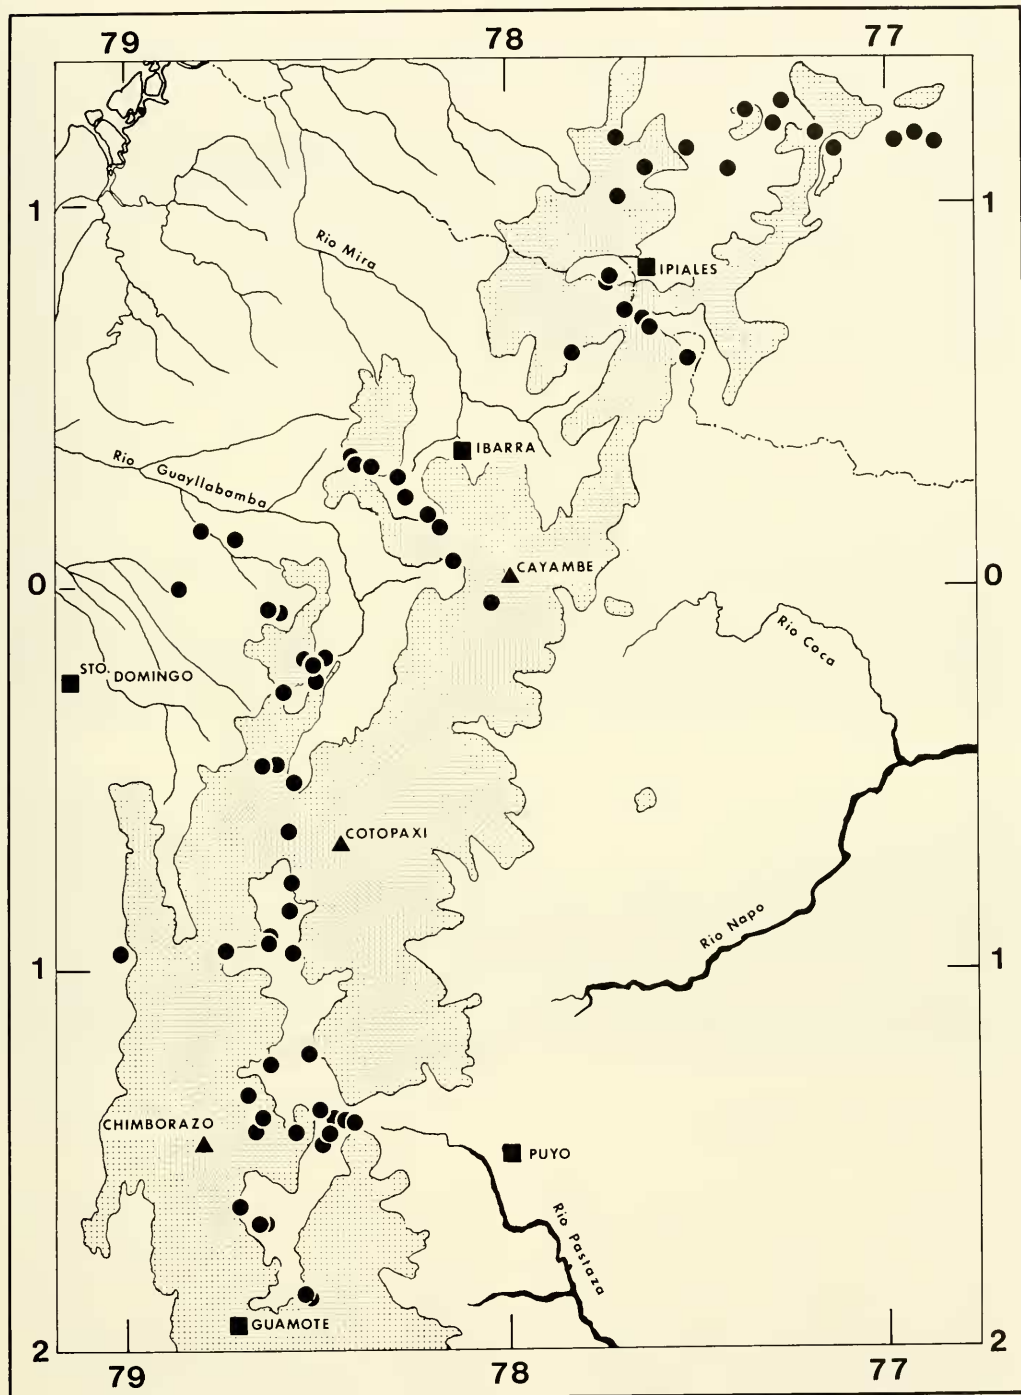 79 78 77
1 1
Rio Mira
IPIALES
IBARRA
Rio Guayllabamba
CAYAMBE
0 0
Rio Coca
STO. DOMINGO
COTOPAXI
Rio Napo
1 1
CHIMBORAZO
PUYO
Rio Pastaza
GUAMOTE
2 2
79 78 77